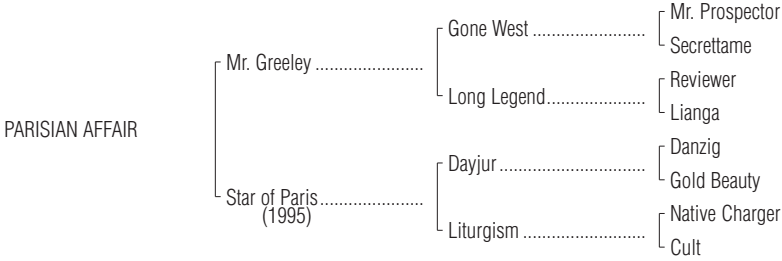 Mr. Prospector
Gone West ........................
Secrettame
Mr. Greeley .......................
Reviewer
Long Legend.....................
Lianga
PARISIAN AFFAIR
Danzig
Dayjur ...............................
Gold Beauty
Star of Paris......................
(1995)
Native Charger
Liturgism ..........................
Cult